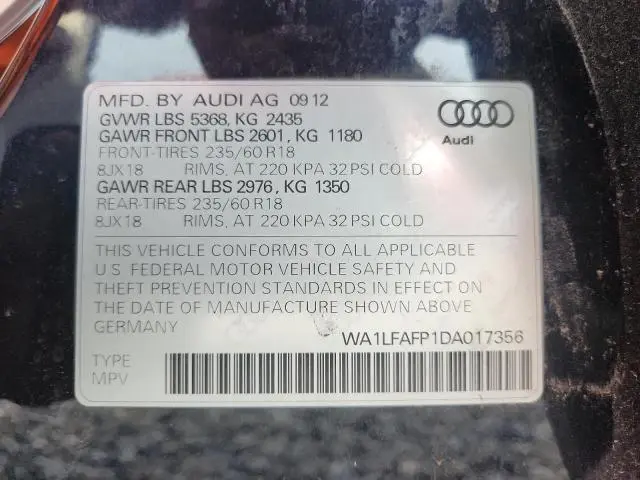 MFD. BY AUDI AG 0912
GVWR LBS 5368, KG 2435
GAWR FRONT LBS 2601, KG 1180
FRONT-TIRES 235/60 R18
8JX18 RIMS, AT 220 KPA 32 PSI COLD
GAWR REAR LBS 2976, KG 1350
REAR-TIRES 235/60 R18
8JX18 RIMS, AT 220 KPA 32 PSI COLD
Audi
THIS VEHICLE CONFORMS TO ALL APPLICABLE
U.S. FEDERAL MOTOR VEHICLE SAFETY AND
THEFT PREVENTION STANDARDS IN EFFECT ON
THE DATE OF MANUFACTURE SHOWN ABOVE
GERMANY
WA1LFAFP1DA017356
TYPE
MPV